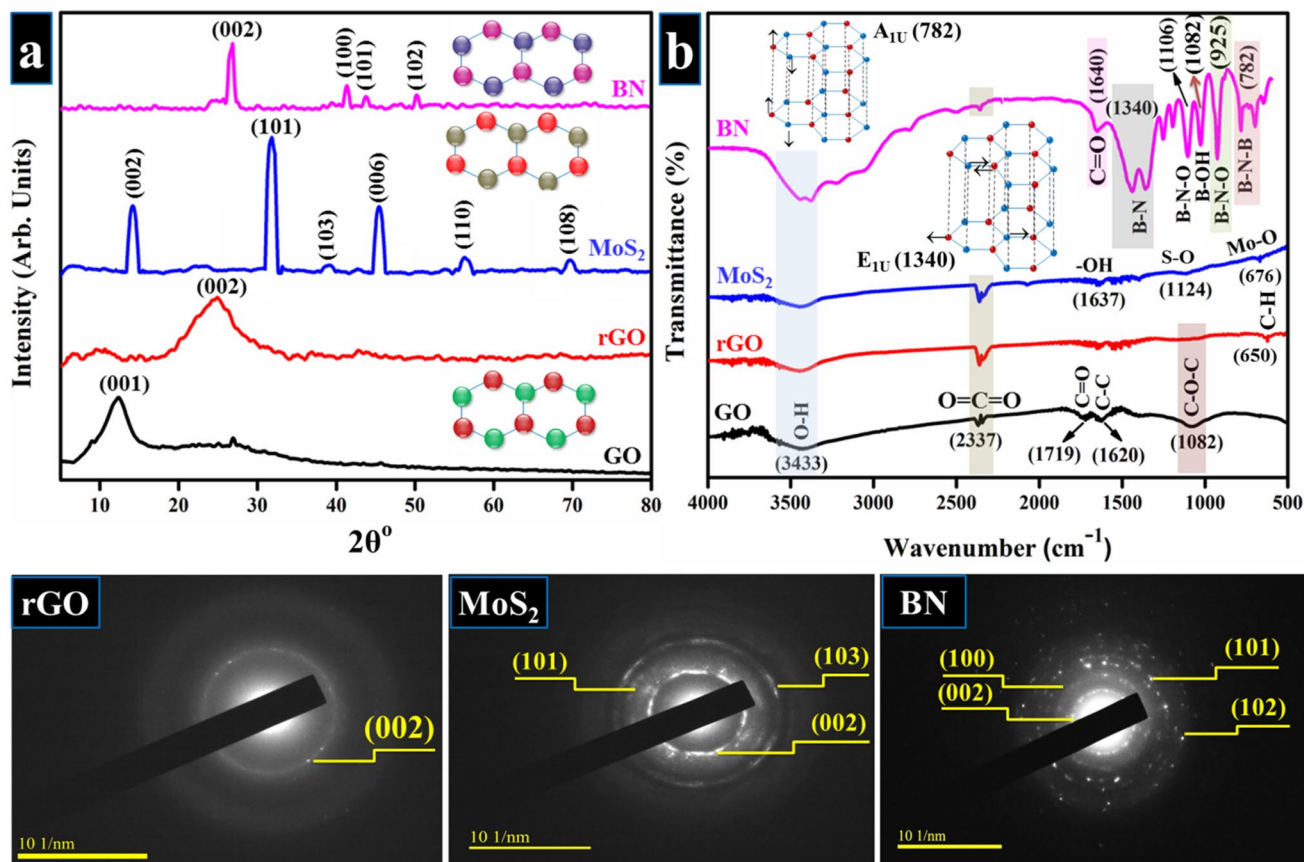 a
Intensity (Arb. Units)
(002)
(100)
(101)
(102)
BN
(002)
(101)
(103)
(006)
(110)
(108)
MoS₂
(002)
rGO
(001)
GO
10 20 30 40 50 60 70 80
2θ°
b
Transmittance (%)
A₁U (782)
BN
E₁U (1340)
(1640)
C=O
(1340)
B-N
(1106)
B-N-O
(1082)
B-OH
(925)
B-N-O
(782)
B-N-B
MoS₂
-OH
(1637)
S-O
(1124)
Mo-O
(676)
rGO
C-H
(650)
GO
O-H
(3433)
O=C=O
(2337)
C=O
(1719)
C-C
(1620)
C-O-C
(1082)
4000 3500 3000 2500 2000 1500 1000 500
Wavenumber (cm⁻¹)
rGO
(002)
10 1/nm
MoS₂
(101)
(103)
(002)
10 1/nm
BN
(100)
(002)
(101)
(102)
10 1/nm